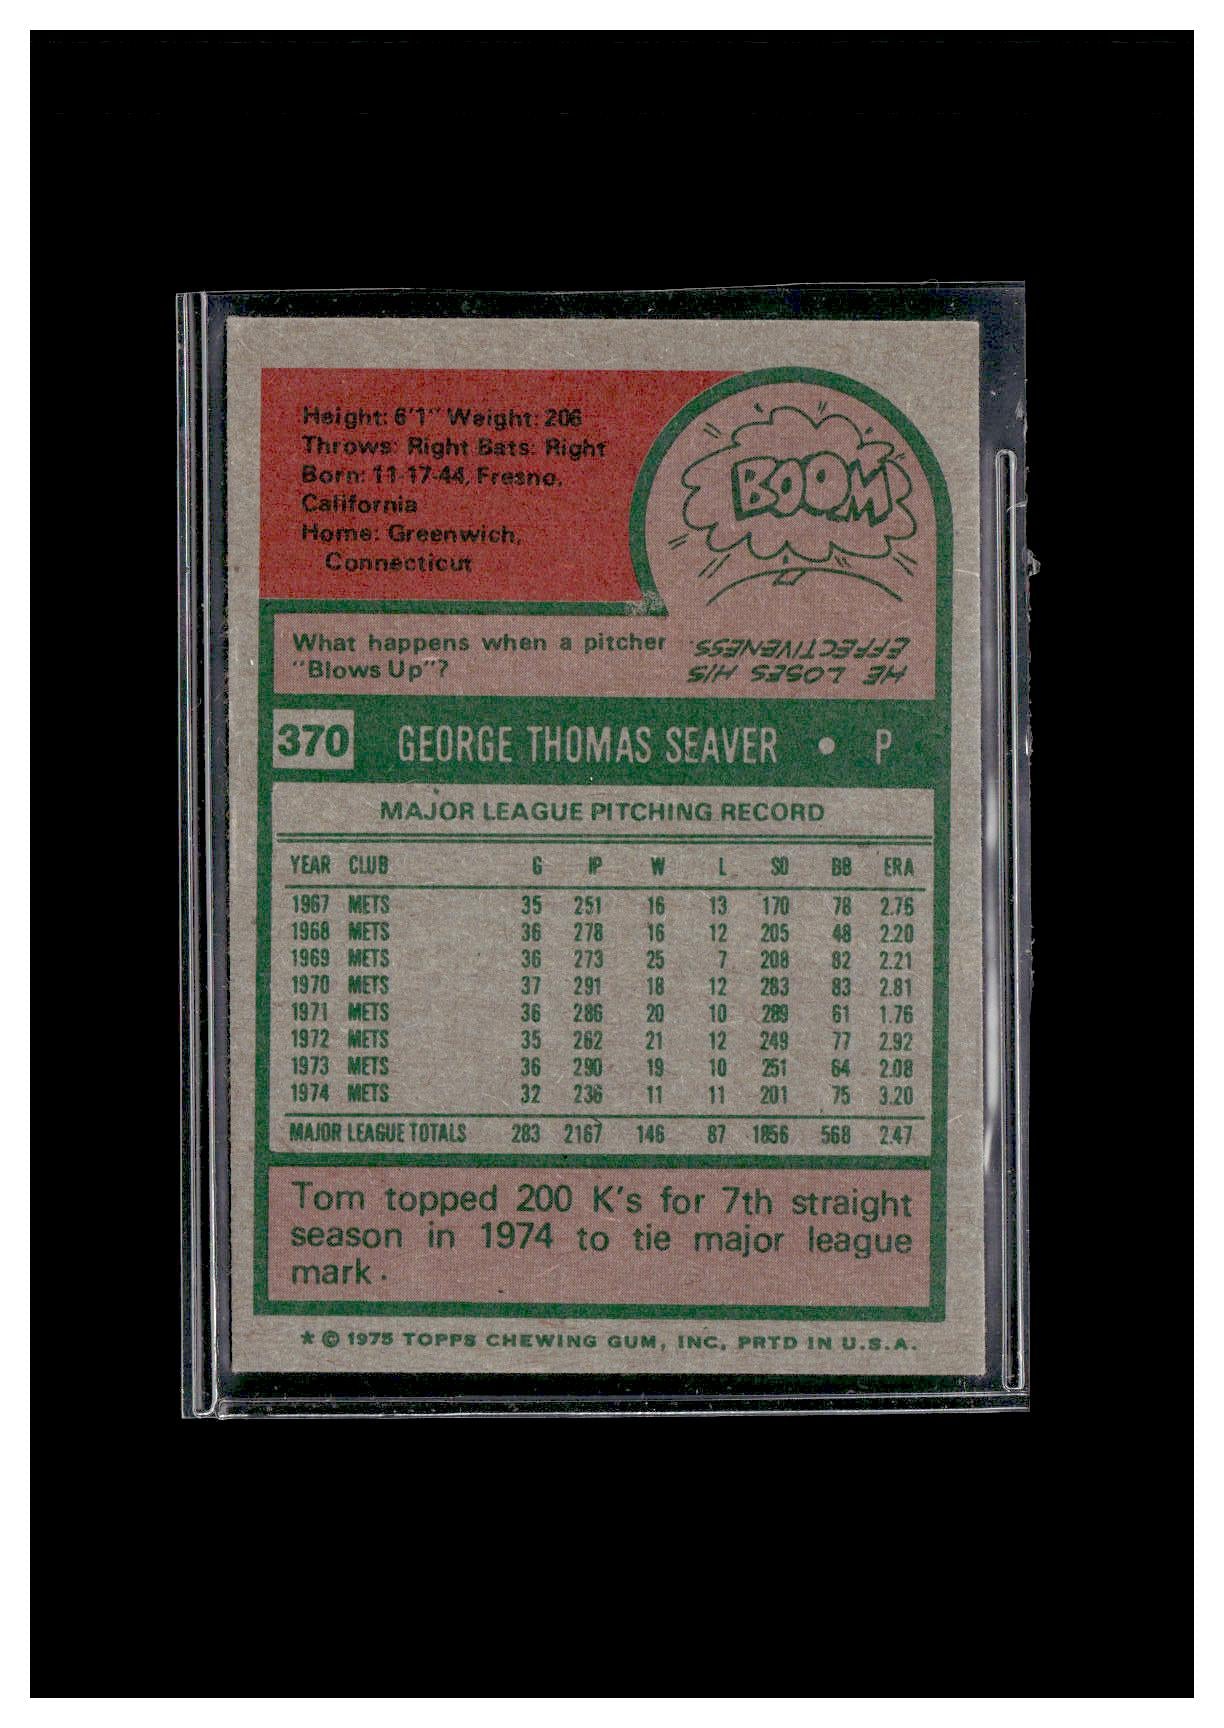 Height: 6'1" Weight: 206
Throws: Right Bats: Right
Born: 11-17-44, Fresno,
California
Home: Greenwich,
Connecticut
BOOM
What happens when a pitcher
"Blows Up"?
HE LOSES HIS
EFFECTIVENESS.
370 GEORGE THOMAS SEAVER • P
MAJOR LEAGUE PITCHING RECORD
YEAR CLUB G IP W L SO BB ERA
1967 METS 35 251 16 13 170 78 2.76
1968 METS 36 278 16 12 205 48 2.20
1969 METS 36 273 25 7 208 82 2.21
1970 METS 37 291 18 12 283 83 2.81
1971 METS 36 286 20 10 289 61 1.76
1972 METS 35 262 21 12 249 77 2.92
1973 METS 36 290 19 10 251 64 2.08
1974 METS 32 236 11 11 201 75 3.20
MAJOR LEAGUE TOTALS 283 2167 146 87 1856 568 2.47
Tom topped 200 K's for 7th straight
season in 1974 to tie major league
mark.
* © 1975 TOPPS CHEWING GUM, INC. PRTD IN U.S.A.